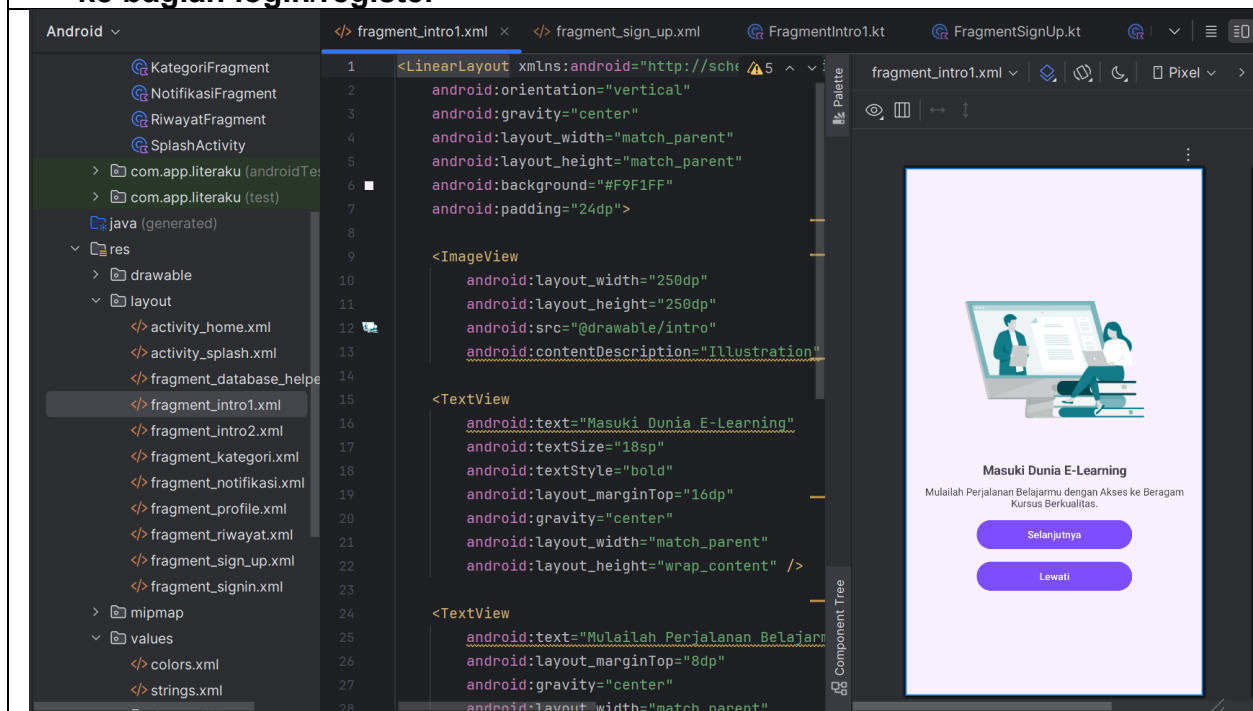 ke bagian login/register
Android
fragment_intro1.xml
fragment_sign_up.xml
FragmentIntro1.kt
FragmentSignUp.kt
KategoriFragment
NotifikasiFragment
RiwayatFragment
SplashActivity
com.app.literaku (androidTes
com.app.literaku (test)
java (generated)
res
drawable
layout
activity_home.xml
activity_splash.xml
fragment_database_helpe
fragment_intro1.xml
fragment_intro2.xml
fragment_kategori.xml
fragment_notifikasi.xml
fragment_profile.xml
fragment_riwayat.xml
fragment_sign_up.xml
fragment_signin.xml
mipmap
values
colors.xml
strings.xml
5
1 <LinearLayout xmlns:android="http://sche
2 android:orientation="vertical"
3 android:gravity="center"
4 android:layout_width="match_parent"
5 android:layout_height="match_parent"
6 android:background="#F9F1FF"
7 android:padding="24dp">
8
9 <ImageView
10 android:layout_width="250dp"
11 android:layout_height="250dp"
12 android:src="@drawable/intro"
13 android:contentDescription="Illustration"
14
15 <TextView
16 android:text="Masuki Dunia E-Learning"
17 android:textSize="18sp"
18 android:textStyle="bold"
19 android:layout_marginTop="16dp"
20 android:gravity="center"
21 android:layout_width="match_parent"
22 android:layout_height="wrap_content" />
23
24 <TextView
25 android:text="Mulailah Perjalanan Belajarm
26 android:layout_marginTop="8dp"
27 android:gravity="center"
28 android:layout_width="match_parent"
Palette
Component Tree
fragment_intro1.xml
Pixel
Masuki Dunia E-Learning
Mulailah Perjalanan Belajarmu dengan Akses ke Beragam
Kursus Berkualitas.
Selanjutnya
Lewati